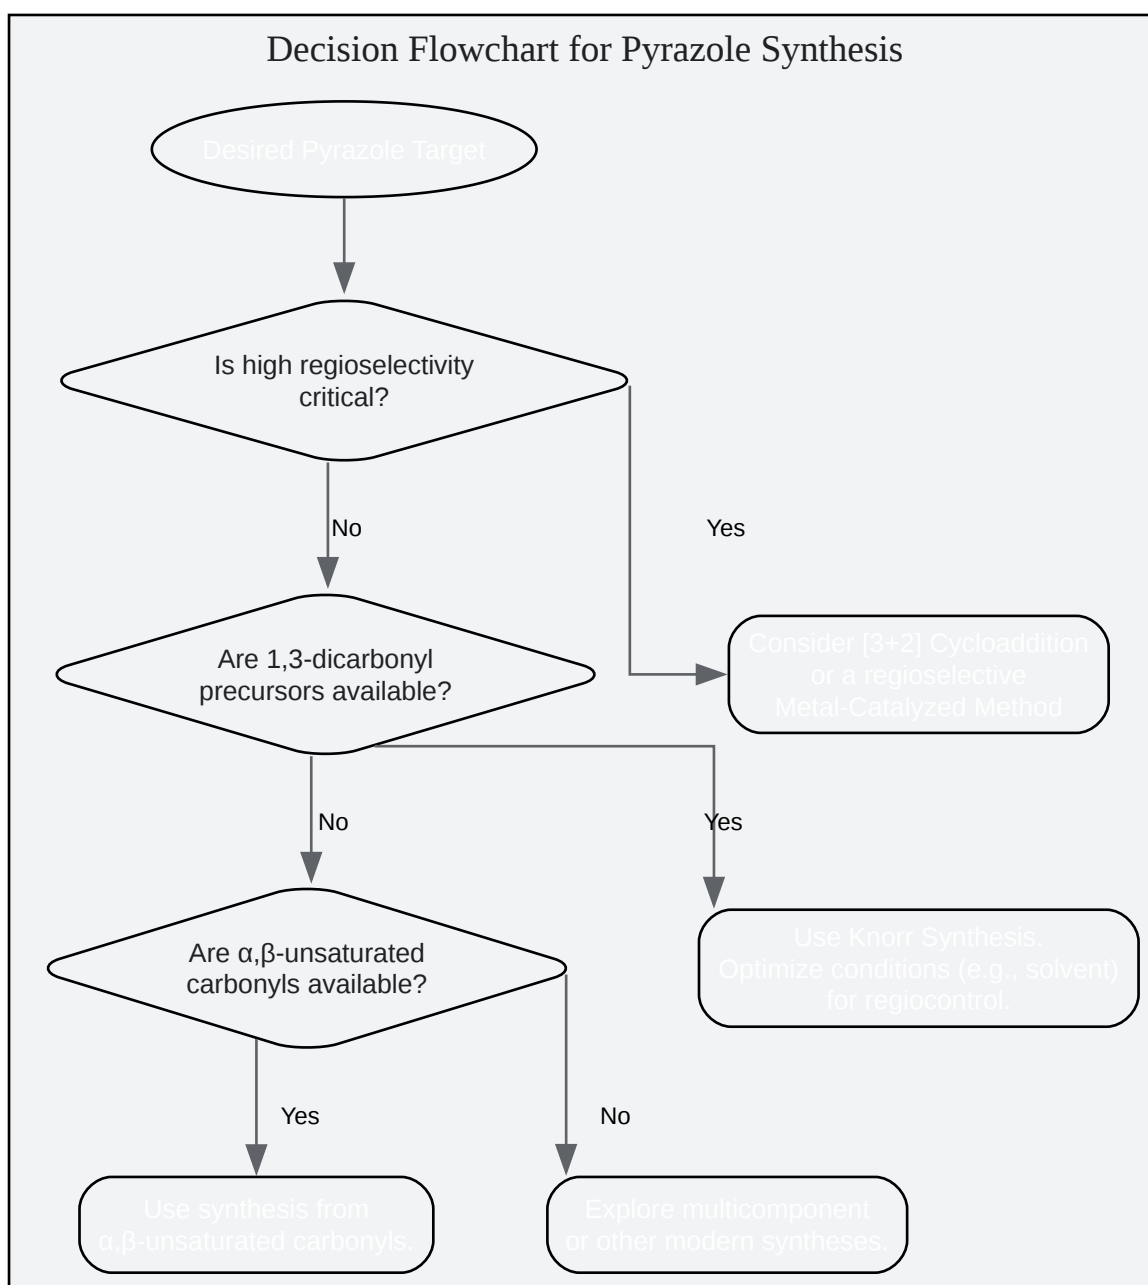 Decision Flowchart for Pyrazole Synthesis
Desired Pyrazole Target
Is high regioselectivity
critical?
No
Yes
Are 1,3-dicarbonyl
precursors available?
Consider [3+2] Cycloaddition
or a regioselective
Metal-Catalyzed Method
No
Yes
Are α,β-unsaturated
carbonyls available?
Use Knorr Synthesis.
Optimize conditions (e.g., solvent)
for regiocontrol.
Yes
No
Use synthesis from
α,β-unsaturated carbonyls.
Explore multicomponent
or other modern syntheses.